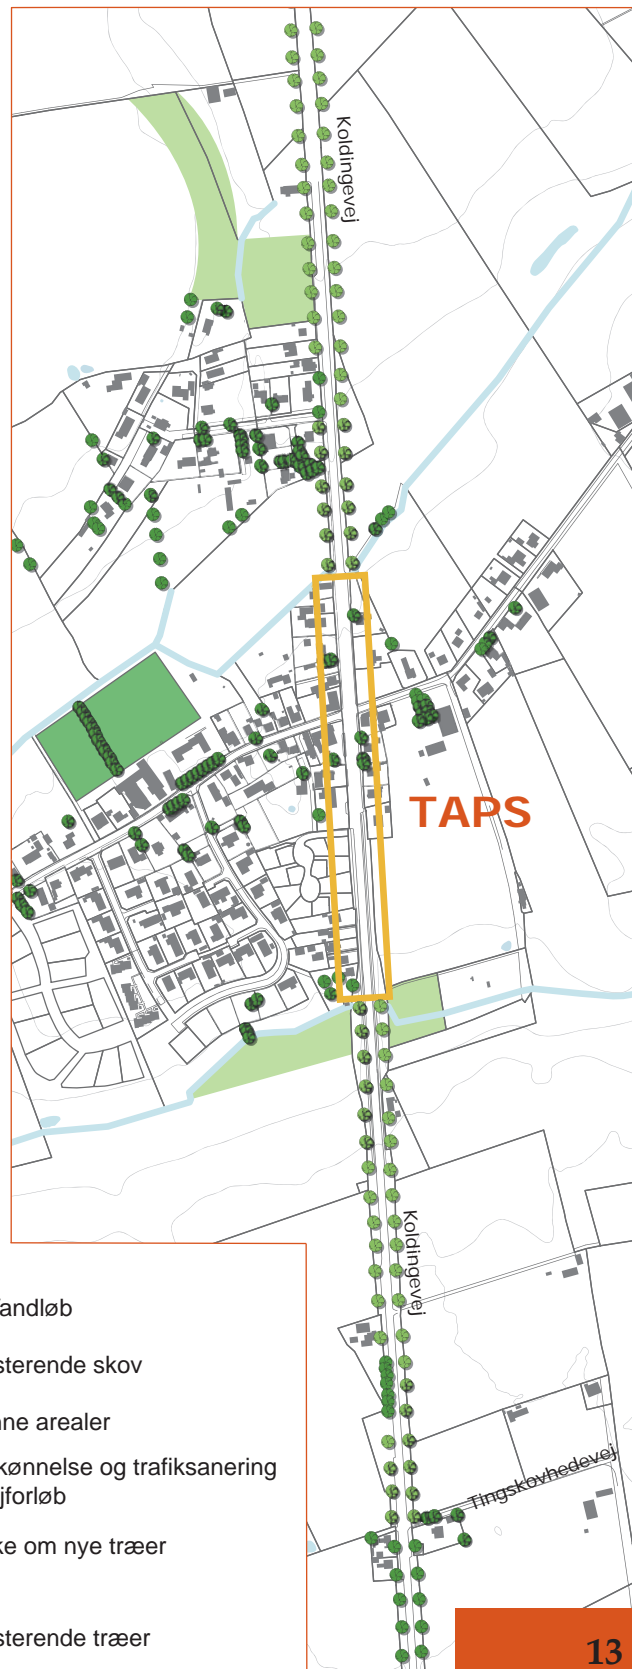 Koldingevej
TAPS
Koldingevej
Tingskovhedevej
andløb
sterende skov
nne arealer
kønnelse og trafiksanering
jforløb
ke om nye træer
sterende træer
13